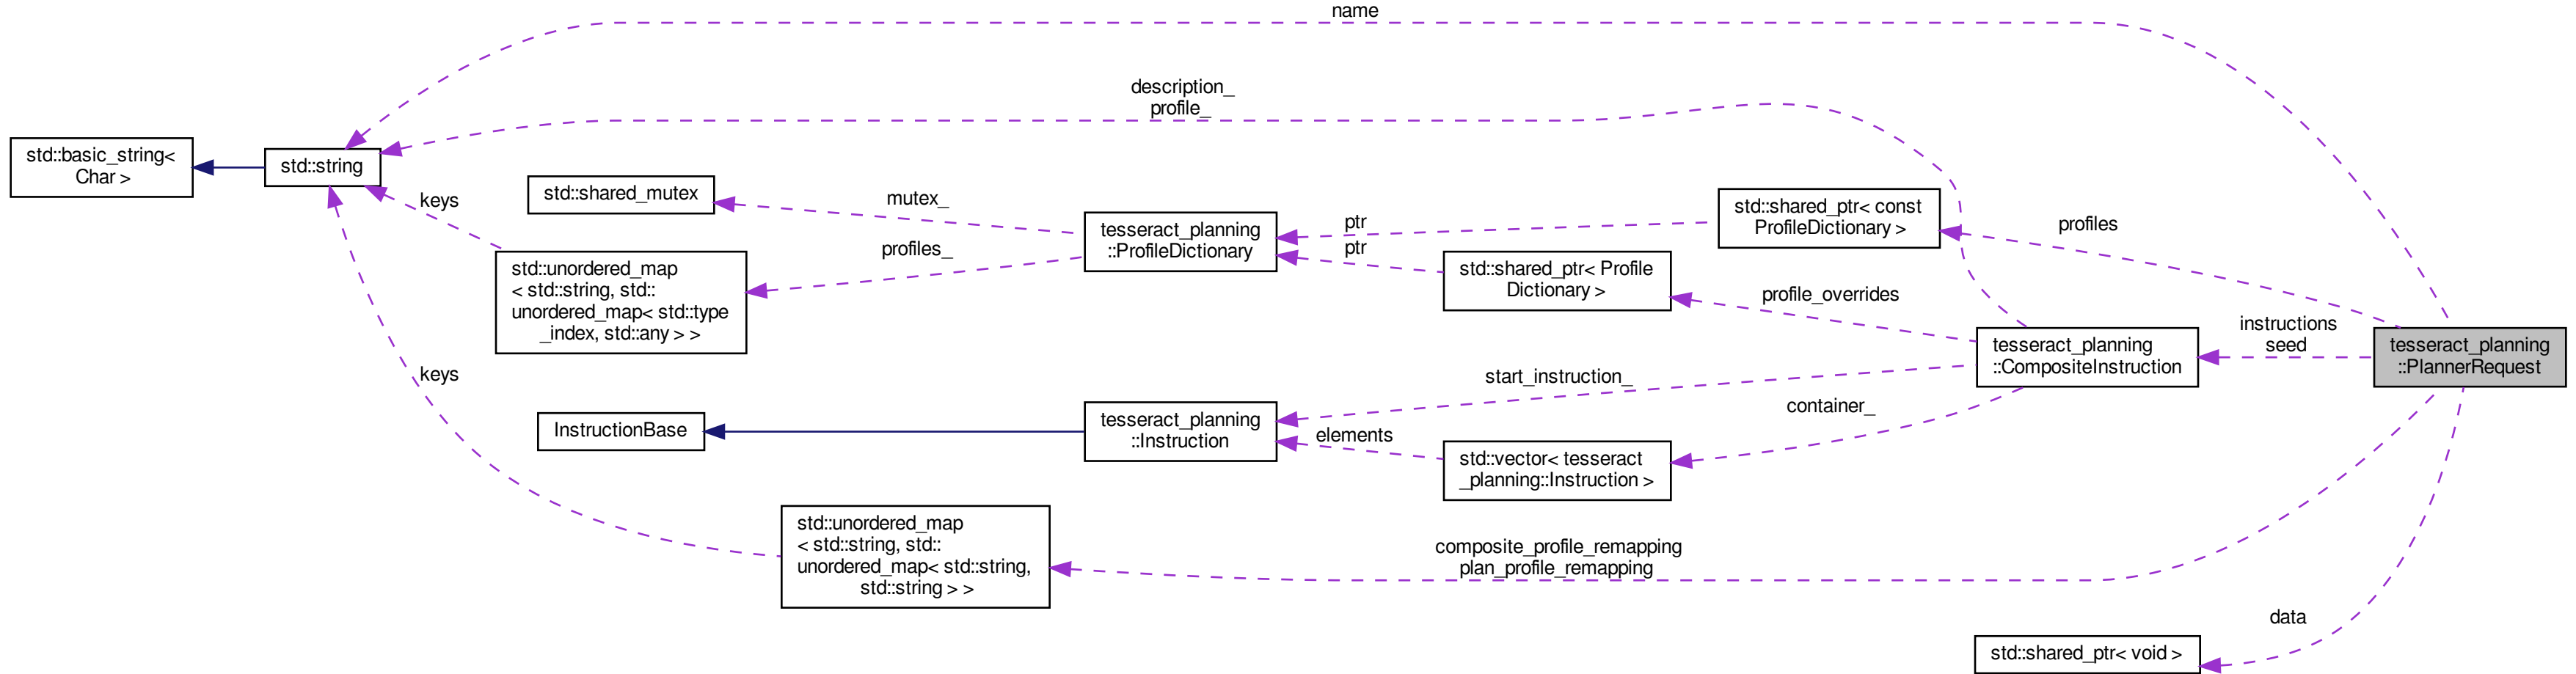 name
description_
profile_
std::basic_string<
Char >
std::string
keys
std::shared_mutex
mutex_
tesseract_planning
::ProfileDictionary
ptr
ptr
std::shared_ptr< const
ProfileDictionary >
profiles
std::unordered_map
< std::string, std::
unordered_map< std::type
_index, std::any > >
profiles_
std::shared_ptr< Profile
Dictionary >
profile_overrides
instructions
seed
tesseract_planning
::CompositeInstruction
tesseract_planning
::PlannerRequest
keys
start_instruction_
container_
InstructionBase
tesseract_planning
::Instruction
elements
std::vector< tesseract
_planning::Instruction >
std::unordered_map
< std::string, std::
unordered_map< std::string,
std::string > >
composite_profile_remapping
plan_profile_remapping
data
std::shared_ptr< void >